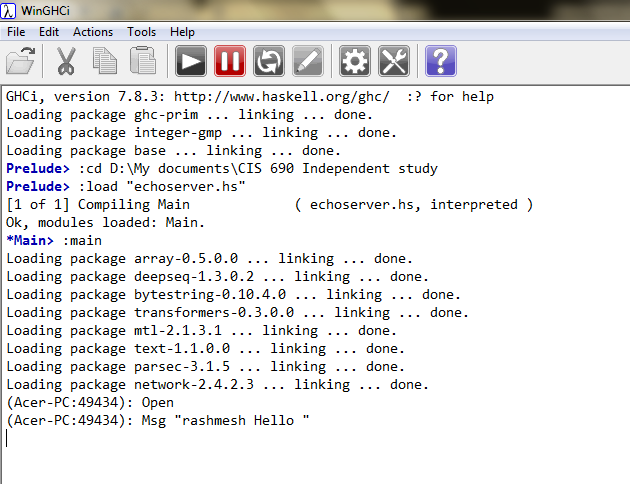 WinGHCi
File Edit Actions Tools Help
GHCi, version 7.8.3: http://www.haskell.org/ghc/  :? for help
Loading package ghc-prim ... linking ... done.
Loading package integer-gmp ... linking ... done.
Loading package base ... linking ... done.
Prelude> :cd D:\My documents\CIS 690 Independent study
Prelude> :load "echoserver.hs"
[1 of 1] Compiling Main             ( echoserver.hs, interpreted )
Ok, modules loaded: Main.
*Main> :main
Loading package array-0.5.0.0 ... linking ... done.
Loading package deepseq-1.3.0.2 ... linking ... done.
Loading package bytestring-0.10.4.0 ... linking ... done.
Loading package transformers-0.3.0.0 ... linking ... done.
Loading package mtl-2.1.3.1 ... linking ... done.
Loading package text-1.1.0.0 ... linking ... done.
Loading package parsec-3.1.5 ... linking ... done.
Loading package network-2.4.2.3 ... linking ... done.
(Acer-PC:49434): Open
(Acer-PC:49434): Msg "rashmesh Hello "